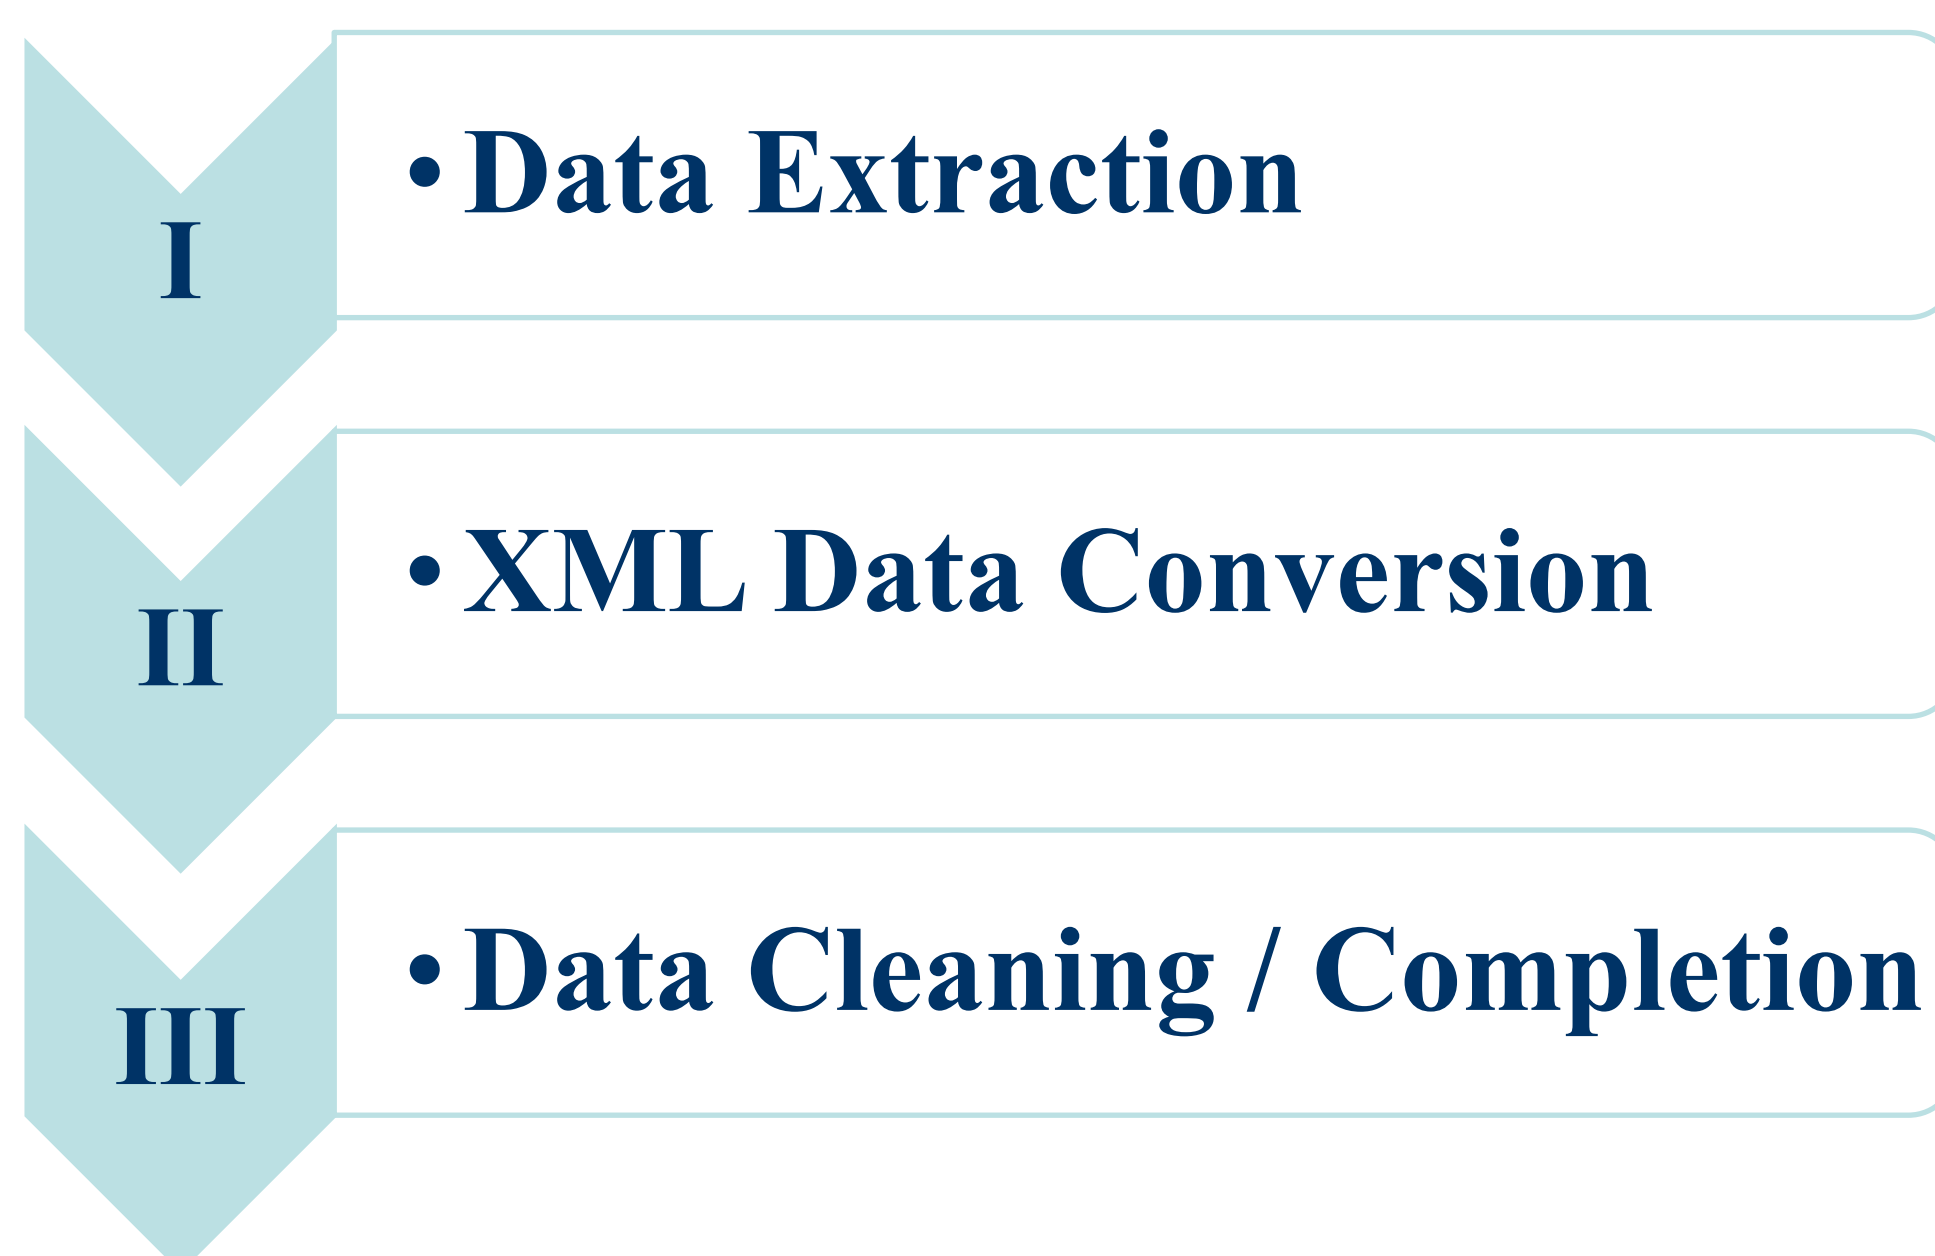 I
• Data Extraction
II
• XML Data Conversion
III
• Data Cleaning / Completion